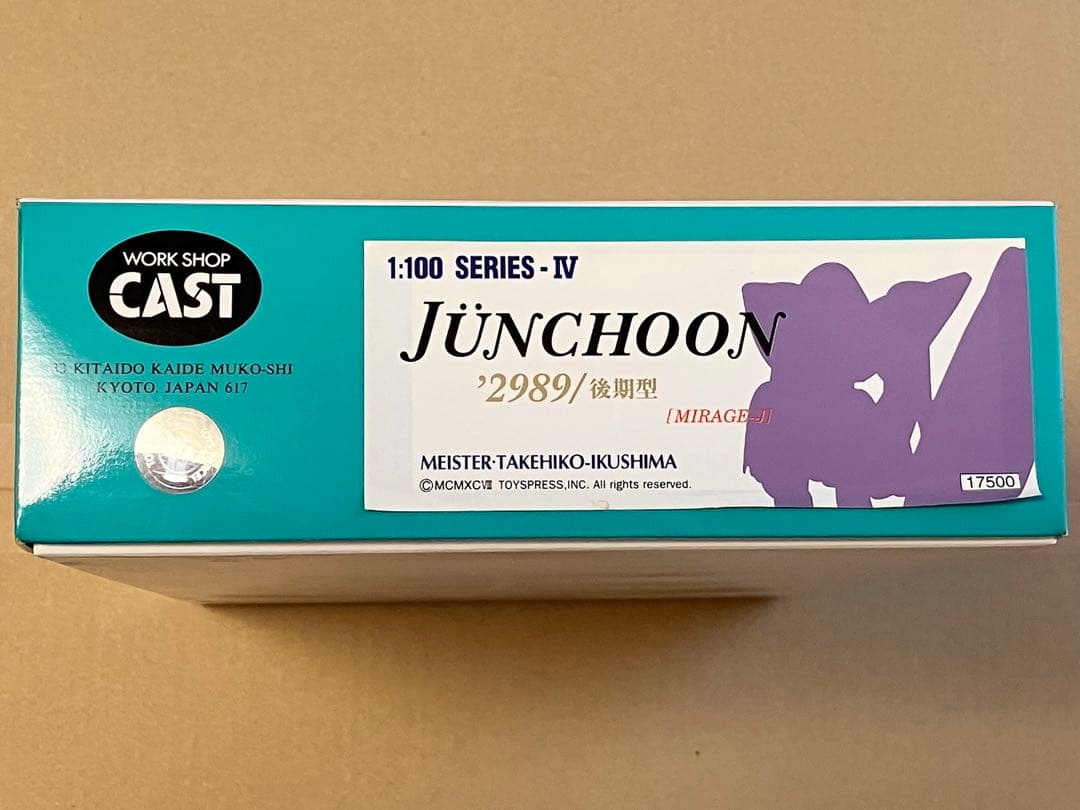 WORK SHOP
CAST
KITAIDO KAIDE MUKO-SHI
KYOTO, JAPAN 617
1:100 SERIES - IV
JÜNCHOON
'2989/後期型
[MIRAGE-J]
MEISTER·TAKEHIKO-IKUSHIMA
©MCMXCVIII TOYSPRESS,INC. All rights reserved.
17500